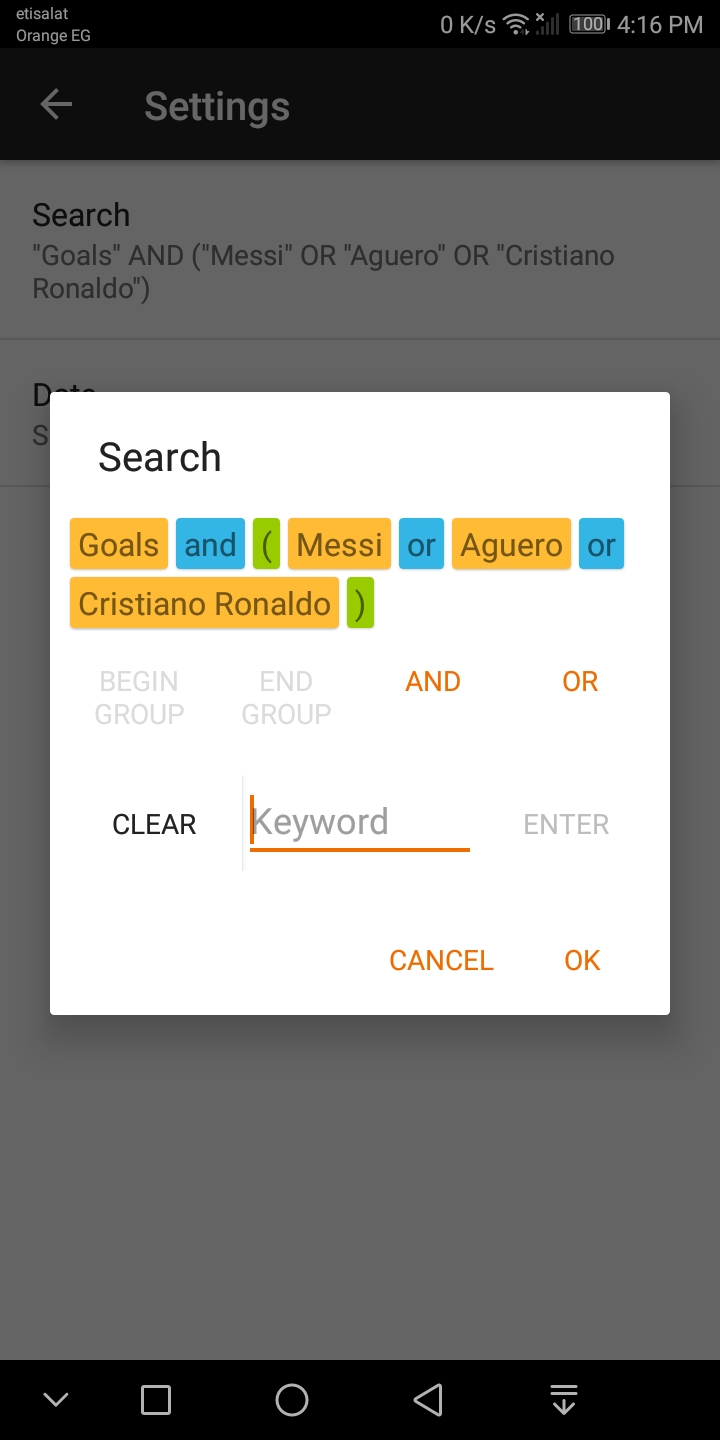 etisalat
Orange EG
0 K/s 100 4:16 PM
Settings
Search
"Goals" AND ("Messi" OR "Aguero" OR "Cristiano
Ronaldo")
Date
S
Search
Goals and ( Messi or Aguero or
Cristiano Ronaldo )
BEGIN GROUP
END GROUP
AND
OR
CLEAR
Keyword
ENTER
CANCEL
OK